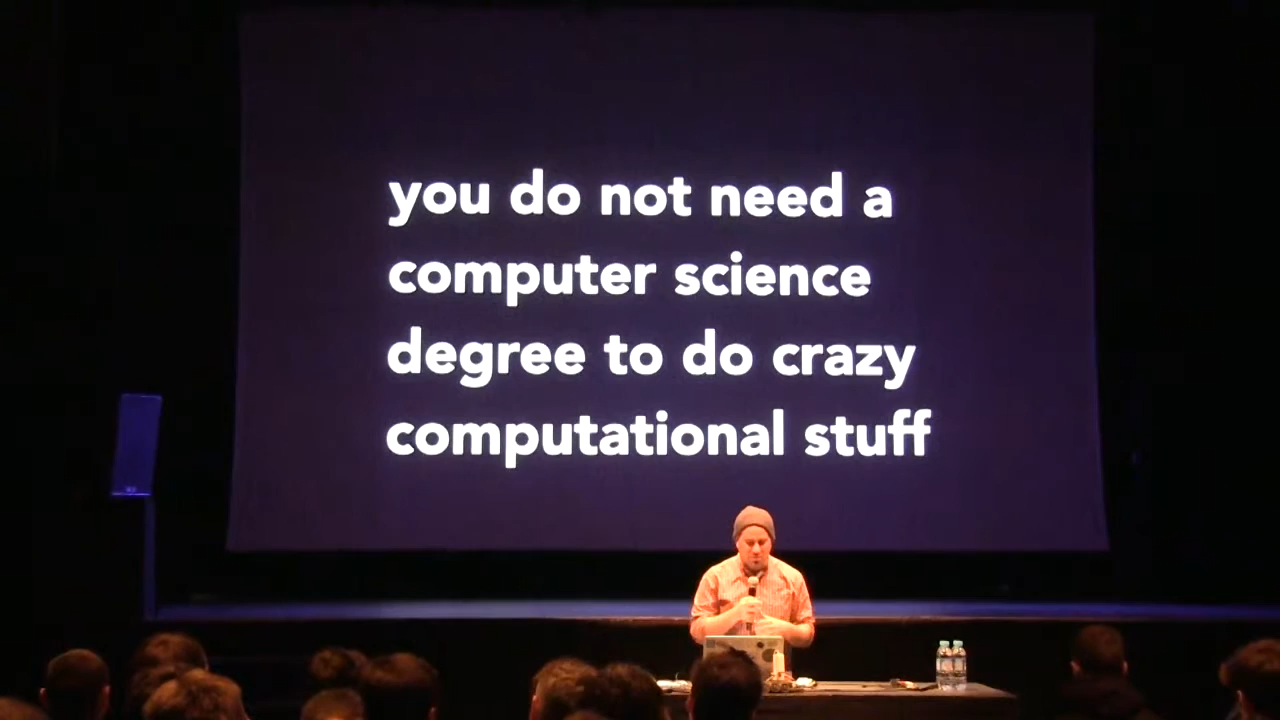 you do not need a
computer science
degree to do crazy
computational stuff